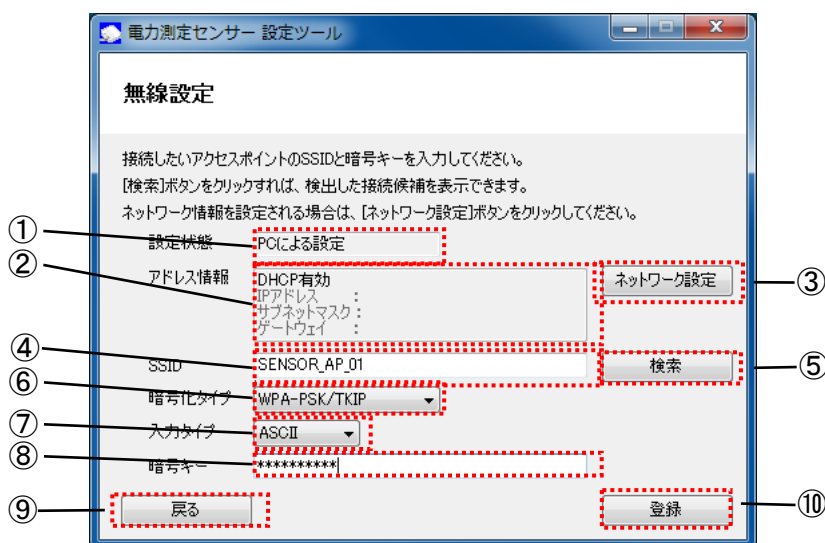 電力測定センサー 設定ツール
無線設定
接続したいアクセスポイントのSSIDと暗号キーを入力してください。
[検索]ボタンをクリックすれば、検出した接続候補を表示できます。
ネットワーク情報を設定される場合は、[ネットワーク設定]ボタンをクリックしてください。
① 設定状態 PCによる設定
② アドレス情報 DHCP有効 ネットワーク設定 ③
IPアドレス :
サブネットマスク :
ゲートウェイ :
④ SSID SENSOR_AP_01 検索 ⑤
⑥ 暗号化タイプ WPA-PSK/TKIP
⑦ 入力タイプ ASCII
⑧ 暗号キー **********
⑨ 戻る 登録 ⑩